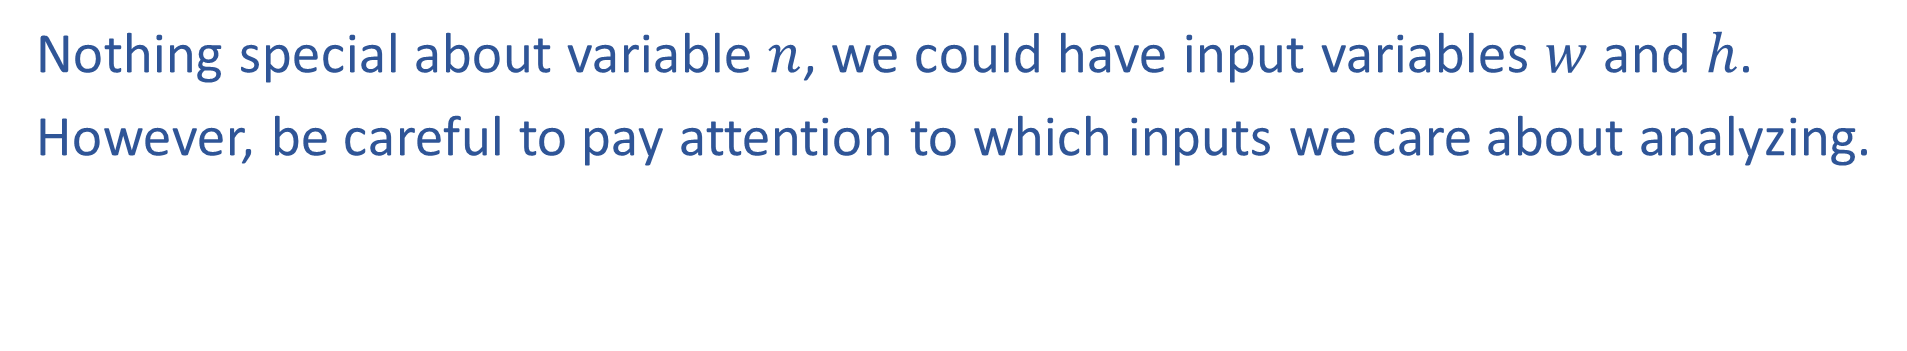 Nothing special about variable n, we could have input variables w and h.
However, be careful to pay attention to which inputs we care about analyzing.